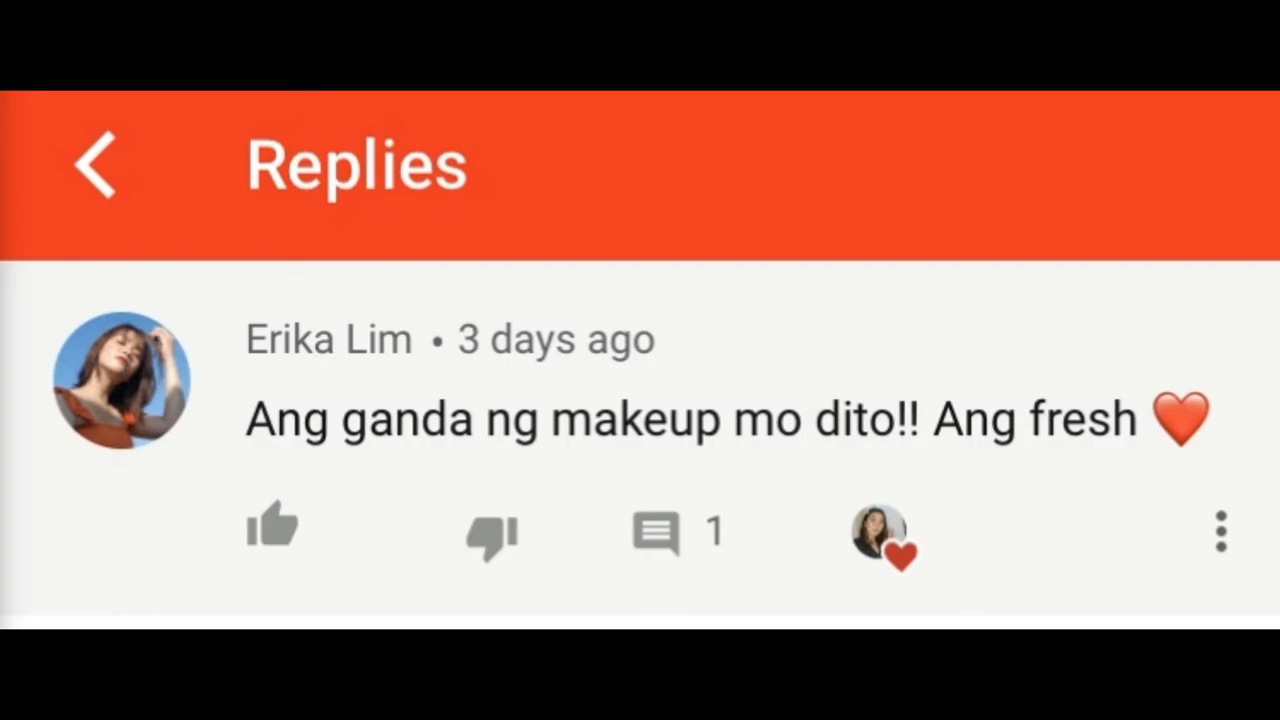 Replies
Erika Lim • 3 days ago
Ang ganda ng makeup mo dito!! Ang fresh ❤️
1